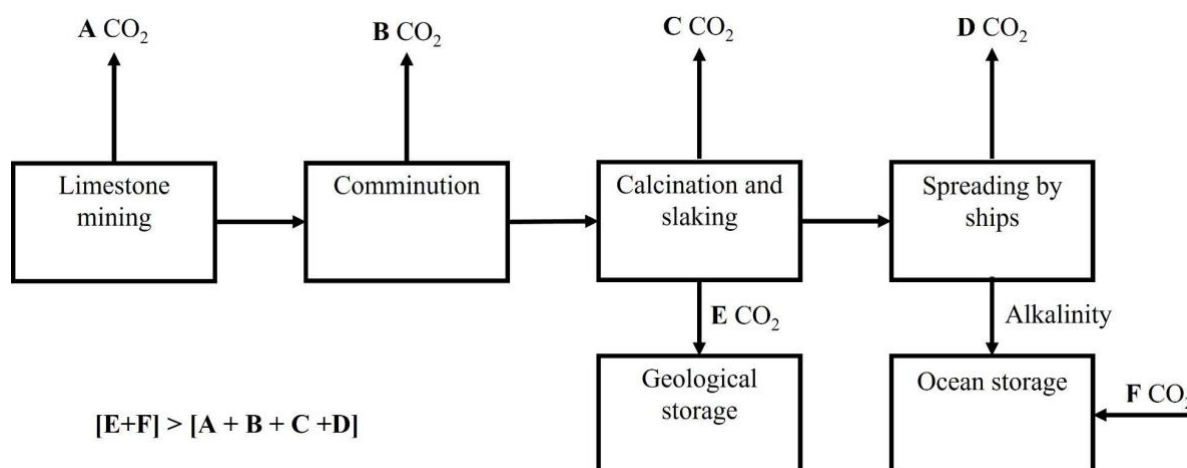 A CO₂
B CO₂
C CO₂
D CO₂
Limestone
mining
Comminution
Calcination and
slaking
Spreading by
ships
E CO₂
Alkalinity
Geological
storage
Ocean storage
F CO₂
[E+F] > [A + B + C +D]